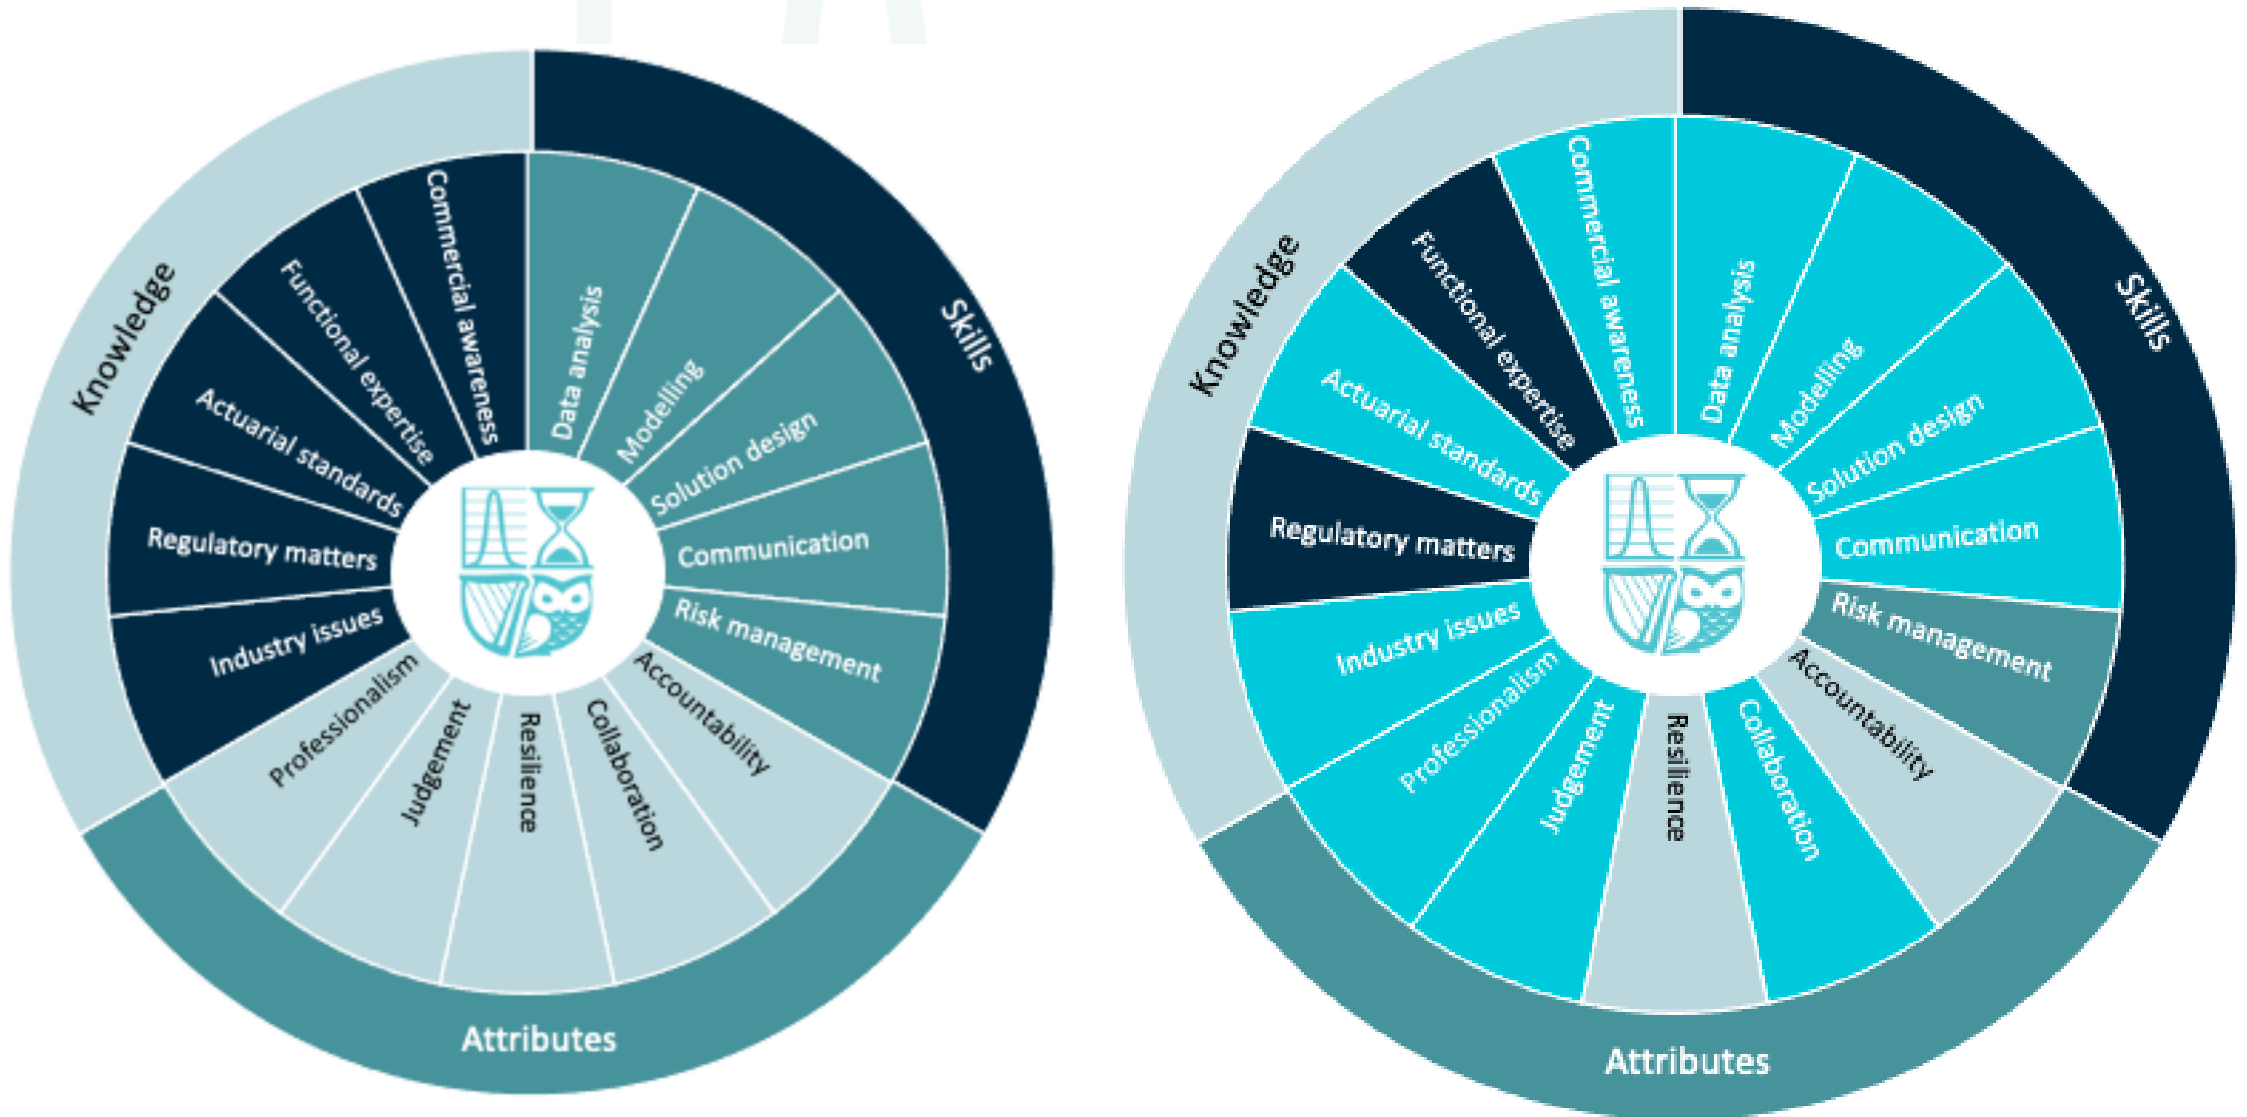 Knowledge
Skills
Attributes
Commercial awareness
Functional expertise
Actuarial standards
Regulatory matters
Industry issues
Data analysis
Modelling
Solution design
Communication
Risk management
Accountability
Collaboration
Resilience
Judgement
Professionalism
Knowledge
Skills
Attributes
Commercial awareness
Functional expertise
Actuarial standards
Regulatory matters
Industry issues
Data analysis
Modelling
Solution design
Communication
Risk management
Accountability
Collaboration
Resilience
Judgement
Professionalism